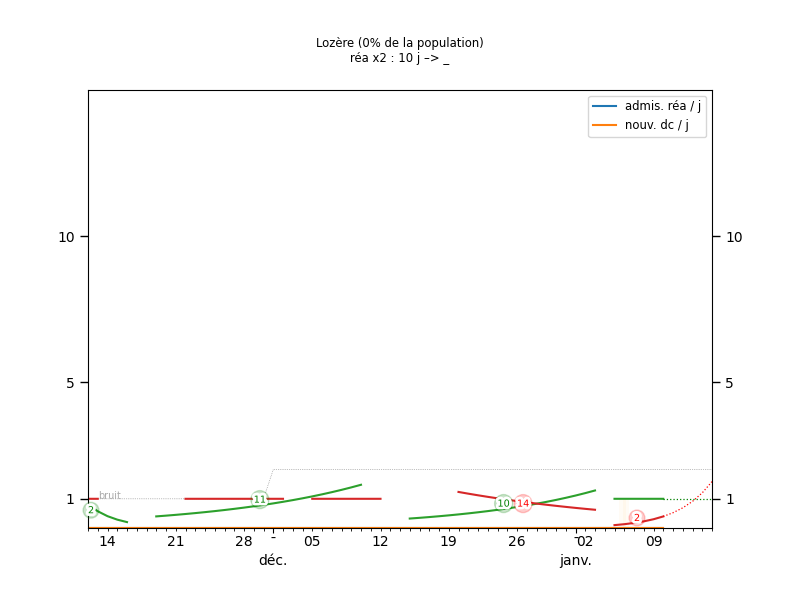 Lozère (0% de la population)
réa x2 : 10 j –> _
admis. réa / j
nouv. dc / j
10 10
5 5
1 bruit 1
2 11 10 14 2
14 21 28 - 05 12 19 26 - 02 09
déc. janv.